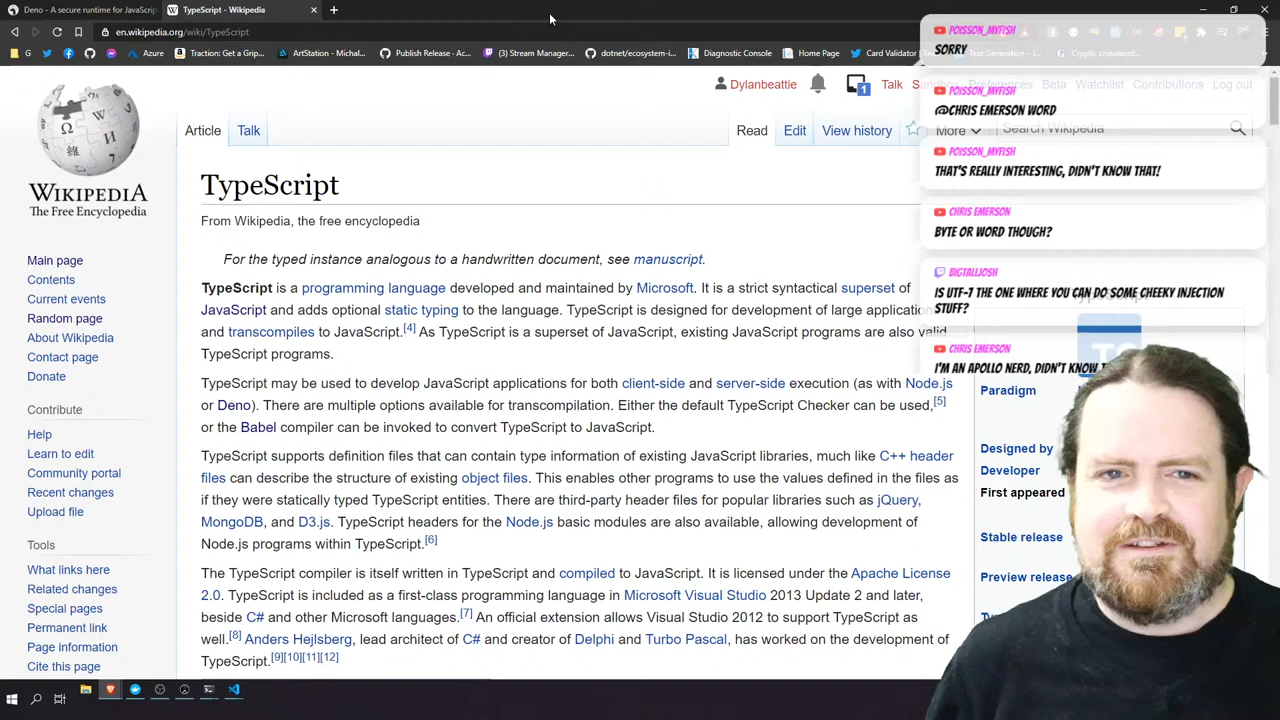 Deno - A secure runtime for JavaScri
TypeScript - Wikipedia
en.wikipedia.org/wiki/TypeScript
G
Azure
Traction: Get a Grip...
ArtStation - Michal...
Publish Release · Ac...
(3) Stream Manager...
dotnet/ecosystem-i...
Diagnostic Console
Home Page
Card Validator
Cryptic crossword...
Dylanbeattie
1
Talk
Preferences
Beta
Watchlist
Contributions
Log out
Article
Talk
Read
Edit
View history
More
Search Wikipedia
WIKIPEDIA
The Free Encyclopedia
Main page
Contents
Current events
Random page
About Wikipedia
Contact page
Donate
Contribute
Help
Learn to edit
Community portal
Recent changes
Upload file
Tools
What links here
Related changes
Special pages
Permanent link
Page information
Cite this page
TypeScript
From Wikipedia, the free encyclopedia
For the typed instance analogous to a handwritten document, see manuscript.
TypeScript is a programming language developed and maintained by Microsoft. It is a strict syntactical superset of
JavaScript and adds optional static typing to the language. TypeScript is designed for development of large application
and transcompiles to JavaScript.[4] As TypeScript is a superset of JavaScript, existing JavaScript programs are also valid
TypeScript programs.
TypeScript may be used to develop JavaScript applications for both client-side and server-side execution (as with Node.js
or Deno). There are multiple options available for transcompilation. Either the default TypeScript Checker can be used,[5]
or the Babel compiler can be invoked to convert TypeScript to JavaScript.
TypeScript supports definition files that can contain type information of existing JavaScript libraries, much like C++ header
files can describe the structure of existing object files. This enables other programs to use the values defined in the files as
if they were statically typed TypeScript entities. There are third-party header files for popular libraries such as jQuery,
MongoDB, and D3.js. TypeScript headers for the Node.js basic modules are also available, allowing development of
Node.js programs within TypeScript.[6]
The TypeScript compiler is itself written in TypeScript and compiled to JavaScript. It is licensed under the Apache License
2.0. TypeScript is included as a first-class programming language in Microsoft Visual Studio 2013 Update 2 and later,
beside C# and other Microsoft languages.[7] An official extension allows Visual Studio 2012 to support TypeScript as
well.[8] Anders Hejlsberg, lead architect of C# and creator of Delphi and Turbo Pascal, has worked on the development of
TypeScript.[9][10][11][12]
POISSON_MYFISH
SORRY
POISSON_MYFISH
@CHRIS EMERSON WORD
POISSON_MYFISH
THAT'S REALLY INTERESTING, DIDN'T KNOW THAT!
CHRIS EMERSON
BYTE OR WORD THOUGH?
BIGTALLJOSH
IS UTF-7 THE ONE WHERE YOU CAN DO SOME CHEEKY INJECTION
STUFF?
CHRIS EMERSON
I'M AN APOLLO NERD, DIDN'T KNOW T
Paradigm
Designed by
Developer
First appeared
Stable release
Preview release